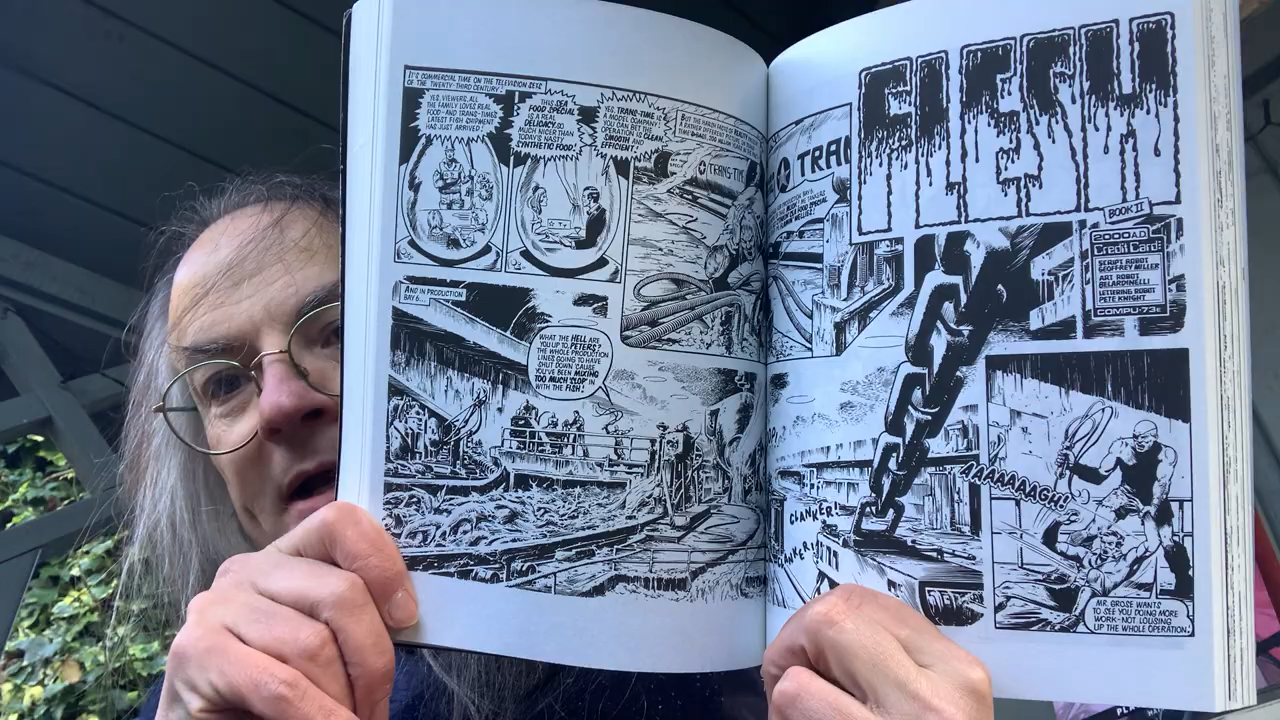 IT'S COMMERCIAL TIME ON THE TELEVISION SETS
OF THE TWENTY-THIRD CENTURY!
YES, VIEWERS, ALL
THE FAMILY LOVES REAL
FOOD-AND TRANS-TIME'S
LATEST FISH SHIPMENT
HAS JUST ARRIVED!
THIS SEA
FOOD SPECIAL
IS A REAL
DELICACY, SO
MUCH NICER THAN
TODAY'S NASTY
SYNTHETIC FOOD!
YES, TRANS-TIME IS
A MODEL COMPANY.
YOU CAN BET THE
OPERATION IS CLEAN,
SMOOTH AND
EFFICIENT!
BUT THE HARSH FACTS OF REALITY
A RATHER DIFFERENT PICTURE
TRANS-TIME
TRAN
AND IN PRODUCTION
BAY 6...
WHAT THE HELL ARE
YOU UP TO, PETERS?
THE WHOLE PRODUCTION
LINES GOING TO HAVE
SHUT DOWN 'CAUSE
YOU'VE BEEN MIXING
TOO MUCH 'SLOP' IN
WITH THE FISH!
FLESH
BOOK II
2000 A.D.
Credit Card:
SCRIPT ROBOT
GEOFFREY MILLER
ART ROBOT
BELARDINELLI
LETTERING ROBOT
PETE KNIGHT
COMPU-73E
CLANKER!
CLANKER!
AAAAAAAGH!
MR. GROSE WANTS
TO SEE YOU DOING MORE
WORK-NOT LOUSING
UP THE WHOLE OPERATION!